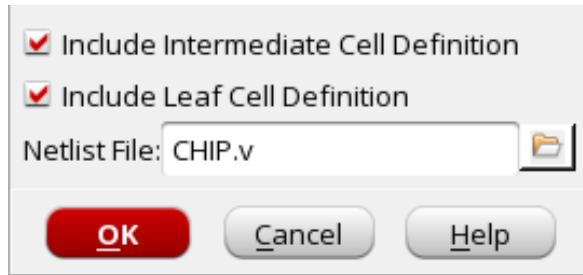 Include Intermediate Cell Definition
Include Leaf Cell Definition
Netlist File: CHIP.v
OK Cancel Help